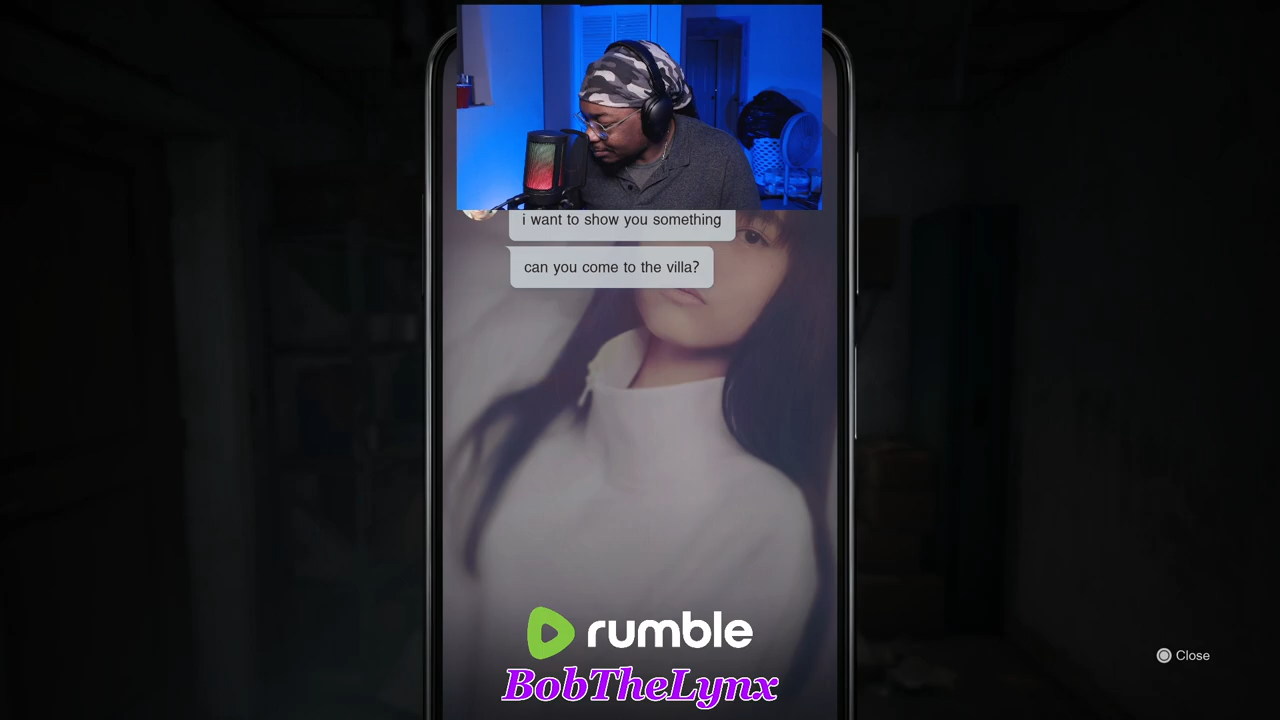 i want to show you something
can you come to the villa?
rumble
BobTheLynx
Close